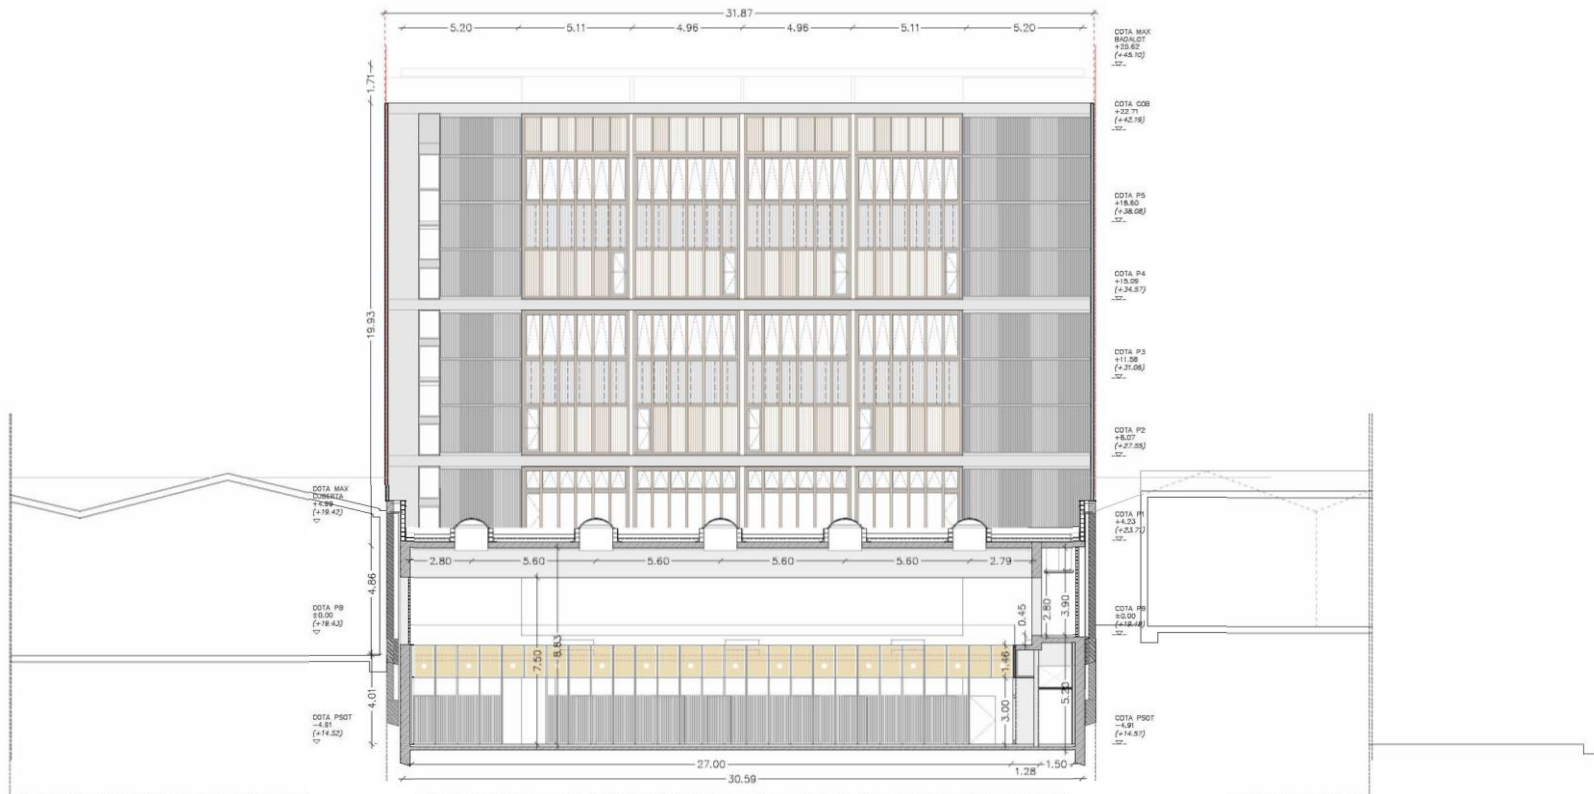 31.87
5.20 5.11 4.96 4.96 5.11 5.20
COTA MAX
BADALOT
+25.62
(+45.10)
1.71
COTA COB
+22.71
(+42.19)
COTA P5
+18.60
(+38.08)
COTA P4
+15.09
(+34.57)
19.93
COTA P3
+11.58
(+31.06)
COTA P2
+8.07
(+27.55)
COTA MAX
CUBERTA
+4.99
(+19.42)
COTA P1
+4.23
(+23.71)
2.80 5.60 5.60 5.60 5.60 2.79
4.86
2.80
3.90
0.45
COTA PB
±0.00
(+19.43)
COTA PB
±0.00
(+19.48)
7.50
8.83
1.46
4.01
3.00
5.20
COTA PSOT
-4.91
(+14.52)
COTA PSOT
-4.91
(+14.57)
27.00
1.28
1.50
30.59